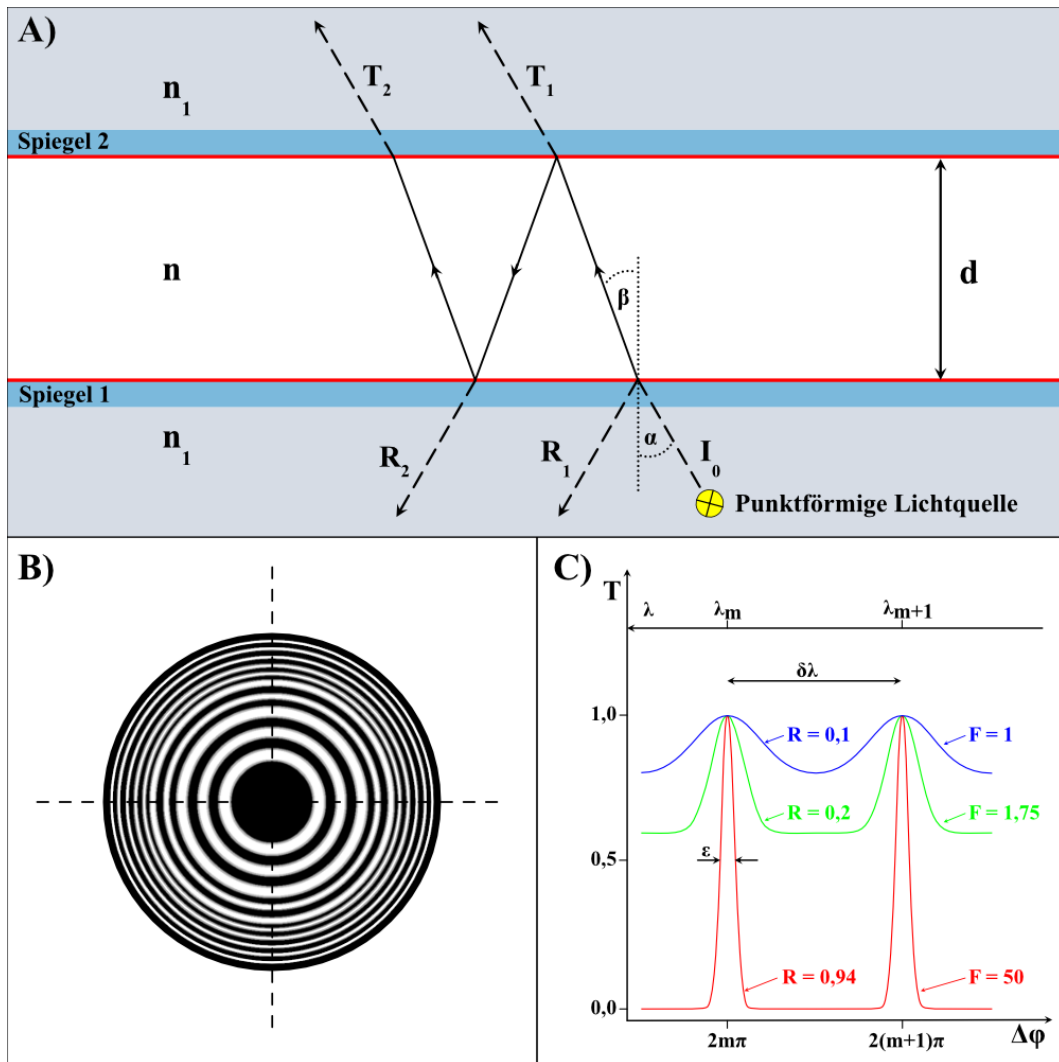 A)
T₂
T₁
n₁
Spiegel 2
n
β
d
Spiegel 1
n₁
α
R₂
R₁
I₀
Punktförmige Lichtquelle
B)
C)
T
λ
λₘ
λₘ₊₁
δλ
1,0
R = 0,1
F = 1
R = 0,2
F = 1,75
0,5
ε
R = 0,94
F = 50
0,0
2mπ
2(m+1)π
Δφ